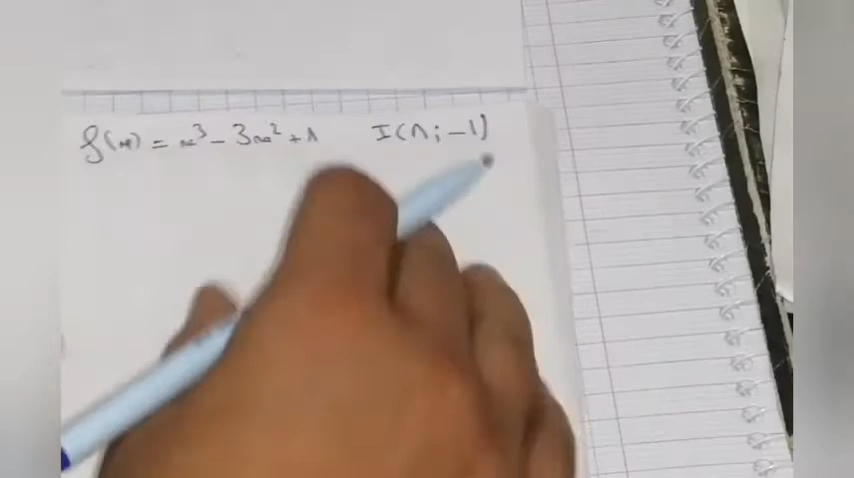 f(x) = x³ - 3x² + 1 I(1; -1)